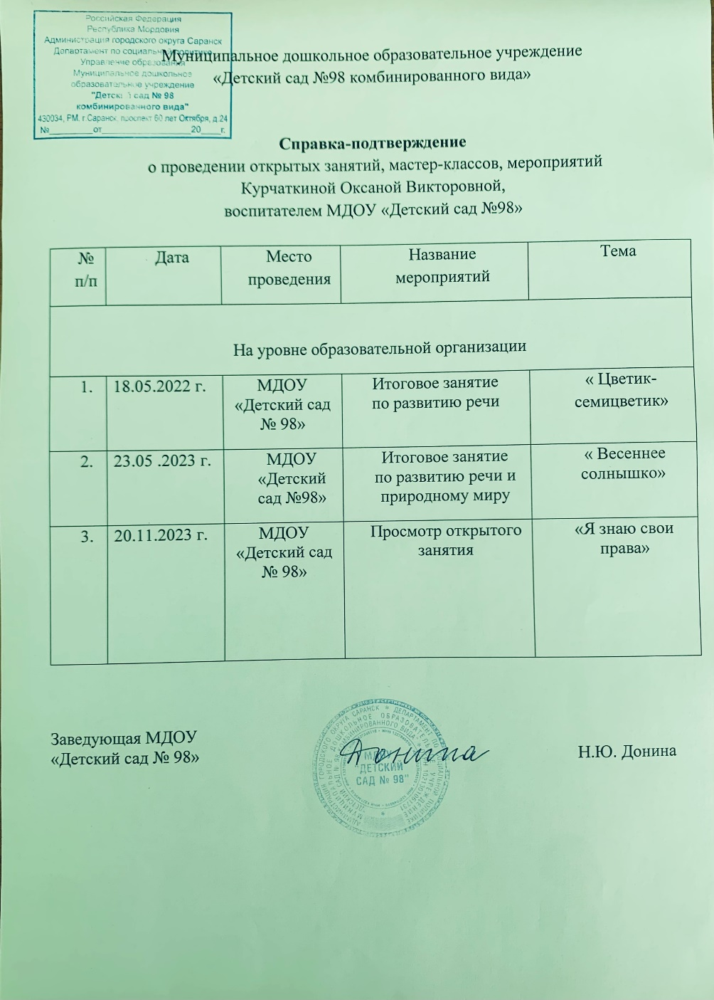 Российская Федерация
Республика Мордовия
Администрация городского округа Саранск
Департамент по социальной политике
Управление образования
Муниципальное дошкольное
образовательное учреждение
"Детский сад № 98
комбинированного вида"
430034, РМ. г.Саранск, проспект 60 лет Октября, д.24
№_________от___________________20____г.
Муниципальное дошкольное образовательное учреждение
«Детский сад №98 комбинированного вида»
Справка-подтверждение
о проведении открытых занятий, мастер-классов, мероприятий
Курчаткиной Оксаной Викторовной,
воспитателем МДОУ «Детский сад №98»
№
п/п
Дата
Место
проведения
Название
мероприятий
Тема
На уровне образовательной организации
1.
18.05.2022 г.
МДОУ
«Детский сад
№ 98»
Итоговое занятие
по развитию речи
« Цветик-
семицветик»
2.
23.05 .2023 г.
МДОУ
«Детский
сад №98»
Итоговое занятие
по развитию речи и
природному миру
« Весеннее
солнышко»
3.
20.11.2023 г.
МДОУ
«Детский сад
№ 98»
Просмотр открытого
занятия
«Я знаю свои
права»
Заведующая МДОУ
«Детский сад № 98»
Донина
МДОУ
"ДЕТСКИЙ
САД № 98"
Н.Ю. Донина